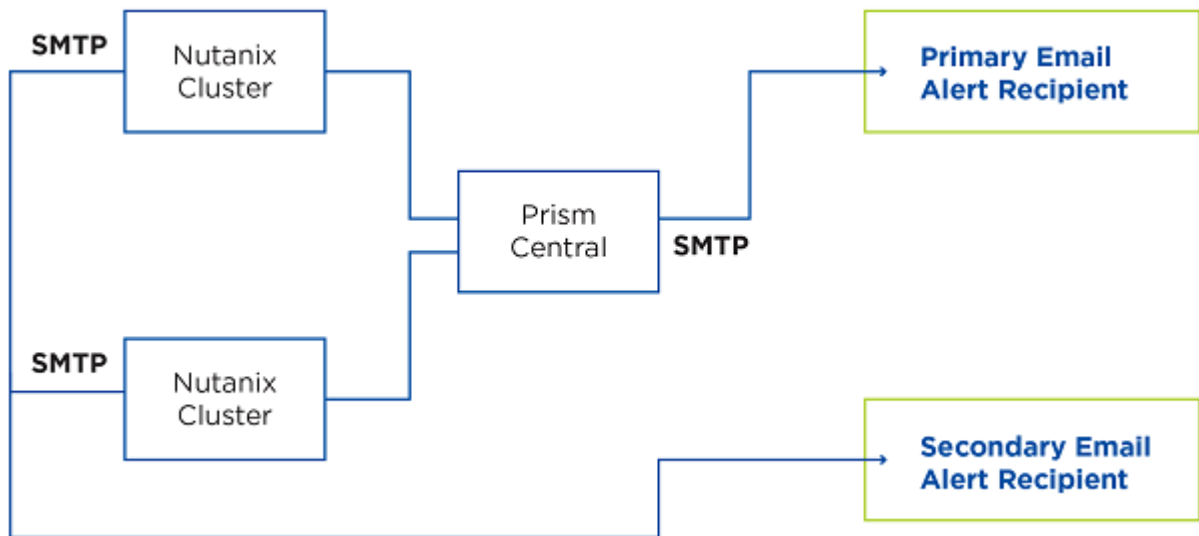 SMTP
Nutanix
Cluster
Primary Email
Alert Recipient
Prism
Central
SMTP
SMTP
Nutanix
Cluster
Secondary Email
Alert Recipient